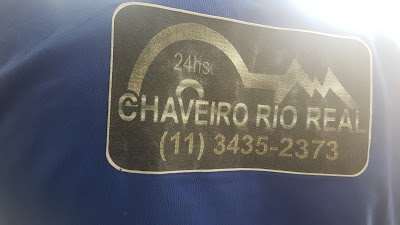 24hs
CHAVEIRO RIO REAL
(11) 3435-2373